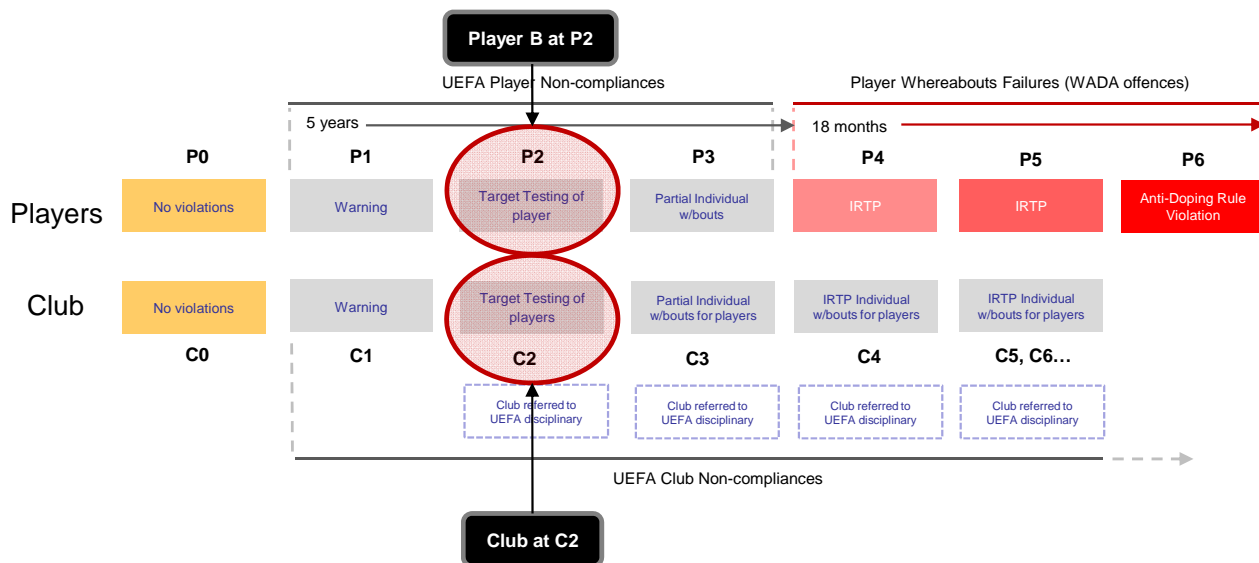 Player B at P2
UEFA Player Non-compliances
Player Whereabouts Failures (WADA offences)
5 years
18 months
P0
P1
P2
P3
P4
P5
P6
Players
No violations
Warning
Target Testing of
player
Partial Individual
w/bouts
IRTP
IRTP
Anti-Doping Rule
Violation
Club
No violations
Warning
Target Testing of
players
Partial Individual
w/bouts for players
IRTP Individual
w/bouts for players
IRTP Individual
w/bouts for players
C0
C1
C2
C3
C4
C5, C6…
Club referred to
UEFA disciplinary
Club referred to
UEFA disciplinary
Club referred to
UEFA disciplinary
Club referred to
UEFA disciplinary
UEFA Club Non-compliances
Club at C2